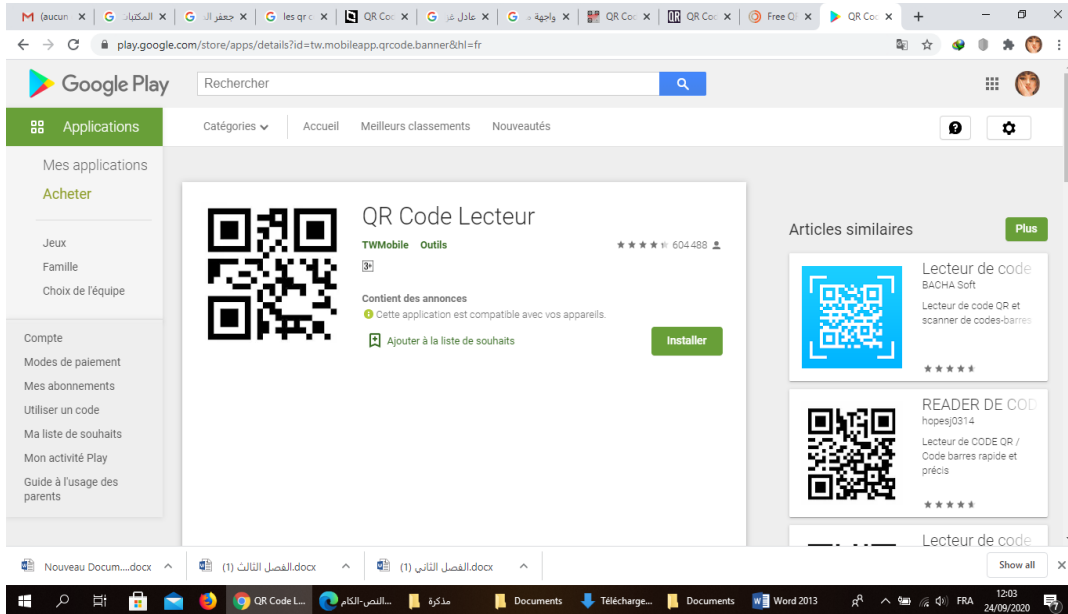 (aucun
المكتبات
جعفر ال
les qr c
QR Coc
عادل غز
واجهة
QR Coc
QR Coc
Free Q
QR Coc
play.google.com/store/apps/details?id=tw.mobileapp.qrcode.banner&hl=fr
Google Play
Rechercher
Applications
Catégories
Accueil
Meilleurs classements
Nouveautés
Mes applications
Acheter
Jeux
Famille
Choix de l'équipe
Compte
Modes de paiement
Mes abonnements
Utiliser un code
Ma liste de souhaits
Mon activité Play
Guide à l'usage des
parents
QR Code Lecteur
TWMobile Outils
604 488
3+
Contient des annonces
Cette application est compatible avec vos appareils.
Ajouter à la liste de souhaits
Installer
Articles similaires
Plus
Lecteur de code
BACHA Soft
Lecteur de code QR et
scanner de codes-barres
READER DE COD
hopesj0314
Lecteur de CODE QR /
Code barres rapide et
précis
Lecteur de code
Nouveau Docum....docx
الفصل الثالث (1).docx
الفصل الثاني (1).docx
Show all
QR Code L...
النص-الكام...
مذكرة
Documents
Télécharge...
Documents
Word 2013
FRA
12:03
24/09/2020
7